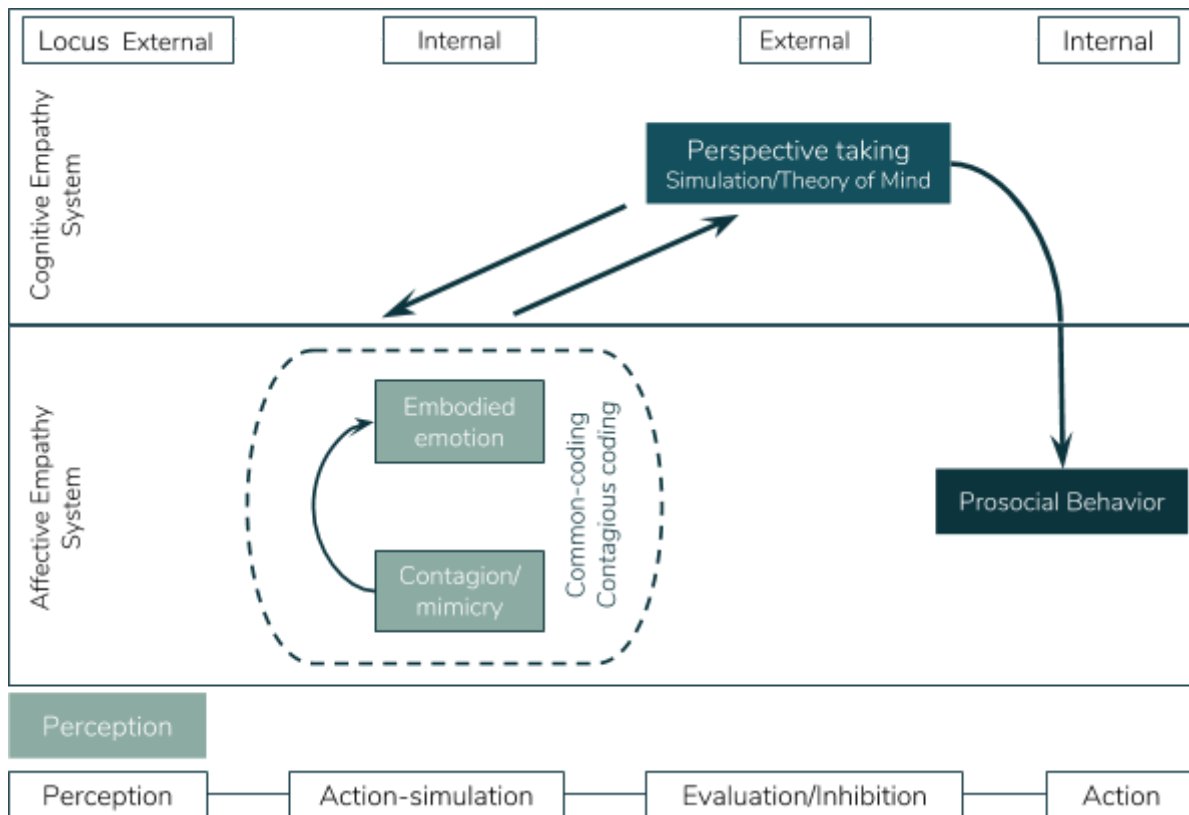 Locus External
Internal
External
Internal
Cognitive Empathy
System
Perspective taking
Simulation/Theory of Mind
Affective Empathy
System
Embodied
emotion
Contagion/
mimicry
Common-coding
Contagious coding
Prosocial Behavior
Perception
Perception
Action-simulation
Evaluation/Inhibition
Action